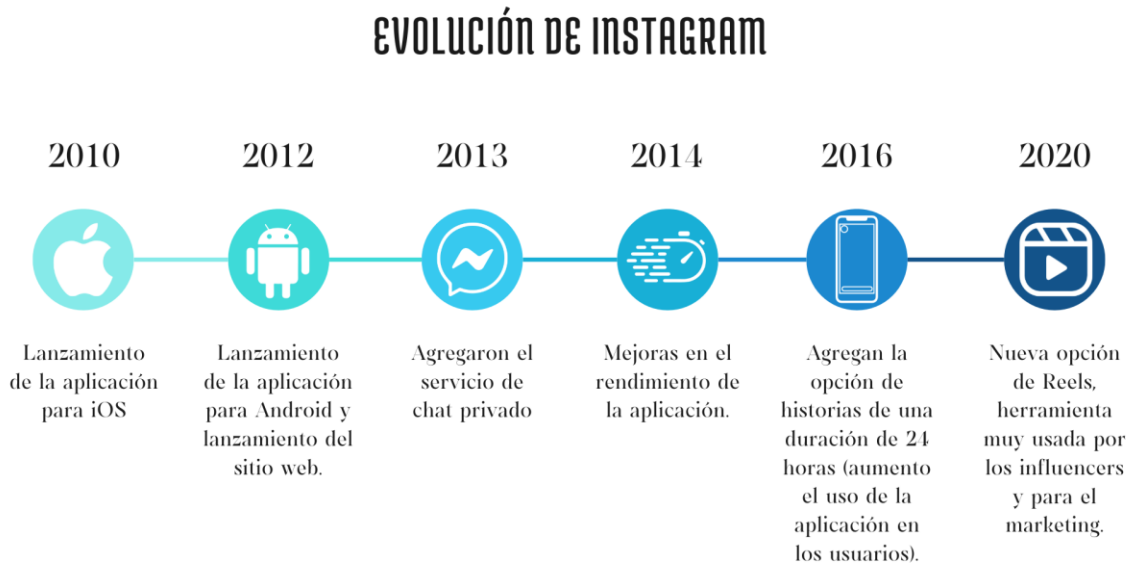 EVOLUCIÓN DE INSTAGRAM
2010
Lanzamiento
de la aplicación
para iOS
2012
Lanzamiento
de la aplicación
para Android y
lanzamiento del
sitio web.
2013
Agregaron el
servicio de
chat privado
2014
Mejoras en el
rendimiento de
la aplicación.
2016
Agregan la
opción de
historias de una
duración de 24
horas (aumento
el uso de la
aplicación en
los usuarios).
2020
Nueva opción
de Reels,
herramienta
muy usada por
los influencers
y para el
marketing.